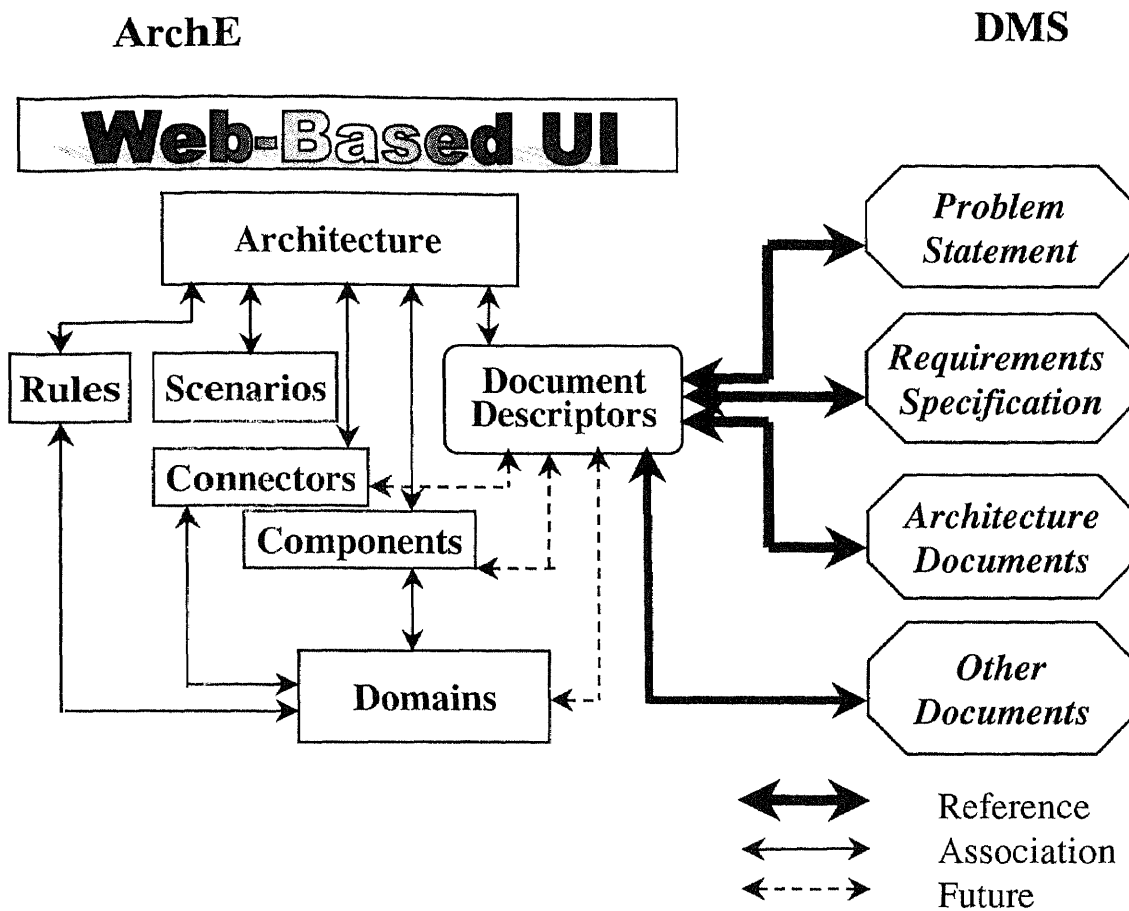 ArchE
DMS
Web-Based UI
Architecture
Rules
Scenarios
Connectors
Components
Domains
Document
Descriptors
Problem
Statement
Requirements
Specification
Architecture
Documents
Other
Documents
Reference
Association
Future